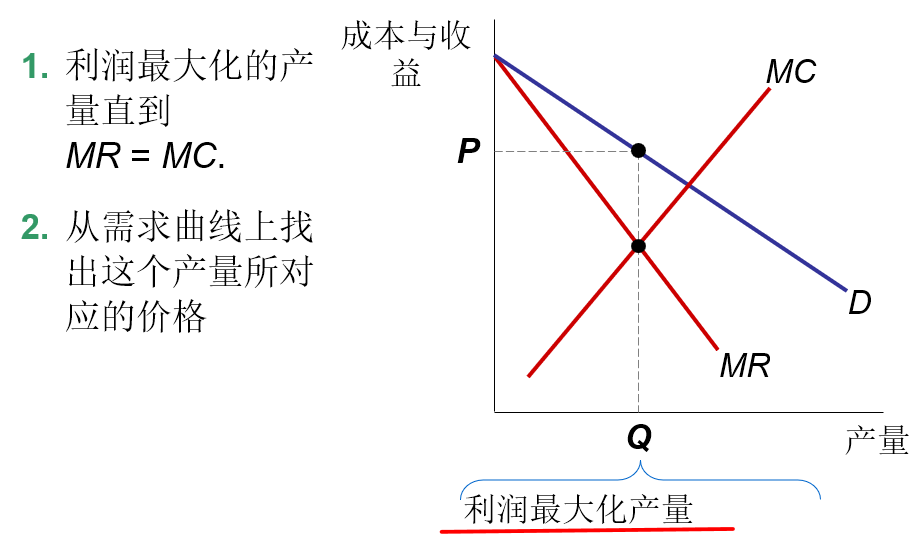 1. 利润最大化的产
量直到
MR = MC.
2. 从需求曲线上找
出这个产量所对
应的价格
成本与收
益
MC
P
D
MR
Q
产量
利润最大化产量